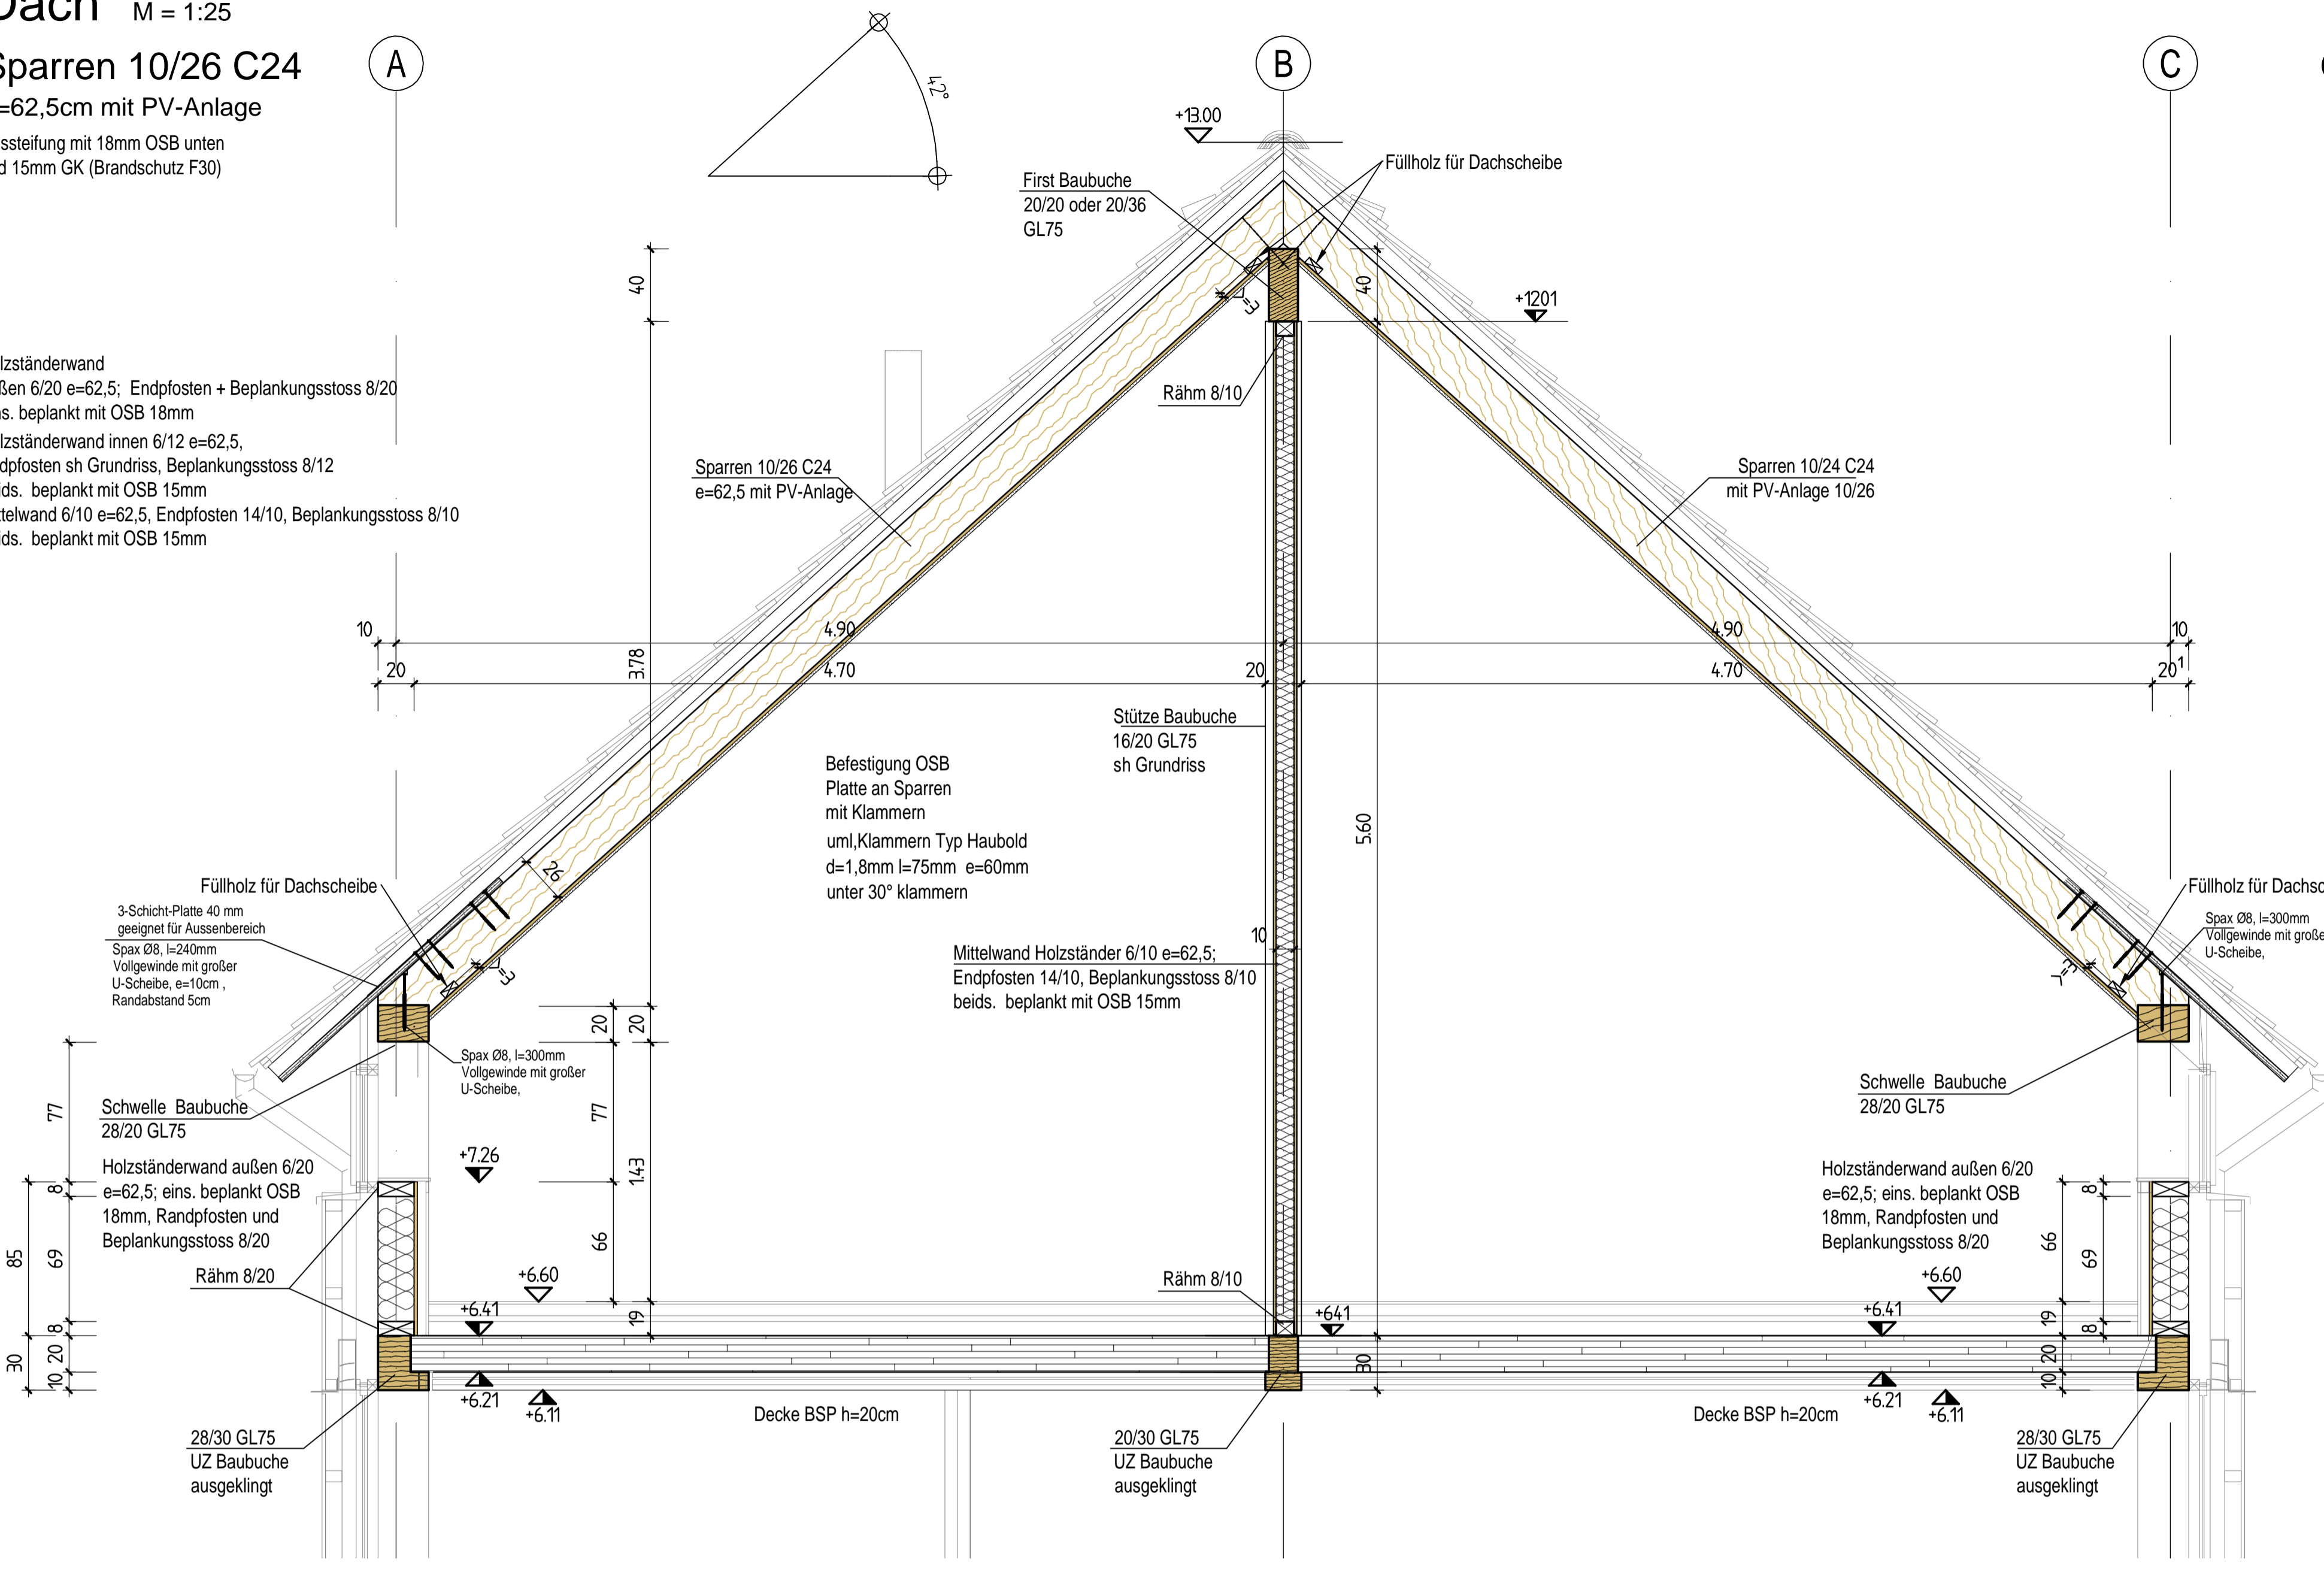 Dach M = 1:25
Sparren 10/26 C24
=62,5cm mit PV-Anlage
ssteifung mit 18mm OSB unten
d 15mm GK (Brandschutz F30)
A
B
C
42°
+13.00
Füllholz für Dachscheibe
First Baubuche
20/20 oder 20/36
GL75
40
40
=3
+1201
Rähm 8/10
lzständerwand
ßen 6/20 e=62,5; Endpfosten + Beplankungsstoss 8/20
ns. beplankt mit OSB 18mm
lzständerwand innen 6/12 e=62,5,
dpfosten sh Grundriss, Beplankungsstoss 8/12
ids. beplankt mit OSB 15mm
ttelwand 6/10 e=62,5, Endpfosten 14/10, Beplankungsstoss 8/10
ids. beplankt mit OSB 15mm
Sparren 10/26 C24
e=62,5 mit PV-Anlage
Sparren 10/24 C24
mit PV-Anlage 10/26
10
4.90
4.90
10
3.78
20
4.70
20
4.70
20¹
Stütze Baubuche
16/20 GL75
sh Grundriss
Befestigung OSB
Platte an Sparren
mit Klammern
uml,Klammern Typ Haubold
d=1,8mm l=75mm e=60mm
unter 30° klammern
5.60
26
Füllholz für Dachscheibe
3-Schicht-Platte 40 mm
geeignet für Aussenbereich
Spax Ø8, l=240mm
Vollgewinde mit großer
U-Scheibe, e=10cm ,
Randabstand 5cm
=3
10
Mittelwand Holzständer 6/10 e=62,5;
Endpfosten 14/10, Beplankungsstoss 8/10
beids. beplankt mit OSB 15mm
Füllholz für Dachsc
Spax Ø8, l=300mm
Vollgewinde mit große
U-Scheibe,
>=3
20
20
Spax Ø8, l=300mm
Vollgewinde mit großer
U-Scheibe,
77
77
1.43
Schwelle Baubuche
28/20 GL75
Schwelle Baubuche
28/20 GL75
+7.26
Holzständerwand außen 6/20
e=62,5; eins. beplankt OSB
18mm, Randpfosten und
Beplankungsstoss 8/20
Holzständerwand außen 6/20
e=62,5; eins. beplankt OSB
18mm, Randpfosten und
Beplankungsstoss 8/20
8
85
69
66
66
69
8
Rähm 8/20
+6.60
Rähm 8/10
+6.60
+6.41
19
+641
+6.41
19
8
8
30
20
10
30
20
10
+6.21
+6.11
Decke BSP h=20cm
Decke BSP h=20cm
+6.21
+6.11
28/30 GL75
UZ Baubuche
ausgeklingt
20/30 GL75
UZ Baubuche
ausgeklingt
28/30 GL75
UZ Baubuche
ausgeklingt